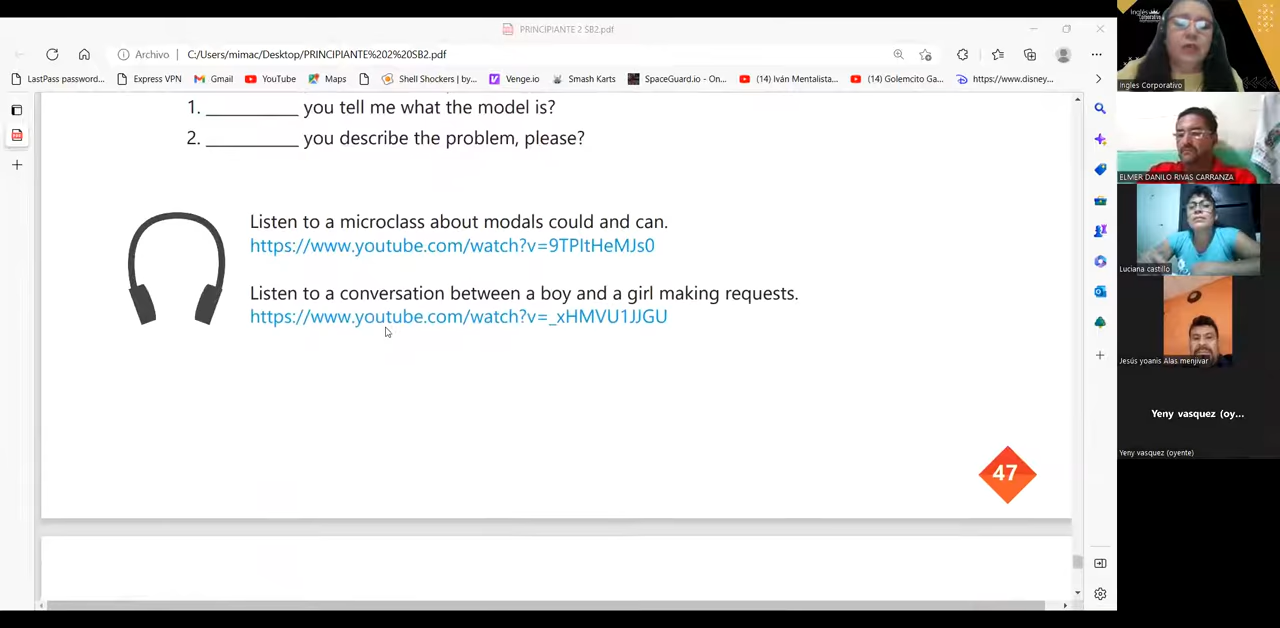 PRINCIPIANTE 2 SB2.pdf
Archivo | C:/Users/mimac/Desktop/PRINCIPIANTE%202%20SB2.pdf
LastPass password... Express VPN Gmail YouTube Maps Shell Shockers | by... Venge.io Smash Karts SpaceGuard.io - On... (14) Iván Mentalista... (14) Golemcito Ga... https://www.disney...
1. __________ you tell me what the model is?
2. __________ you describe the problem, please?
Listen to a microclass about modals could and can.
https://www.youtube.com/watch?v=9TPItHeMJs0
Listen to a conversation between a boy and a girl making requests.
https://www.youtube.com/watch?v=_xHMVU1JJGU
47
Inglés
Corporativo
Ingles Corporativo
ELMER DANILO RIVAS CARRANZA
Luciana castillo
Jesús yoanis Alas menjivar
Yeny vasquez (oy...
Yeny vasquez (oyente)